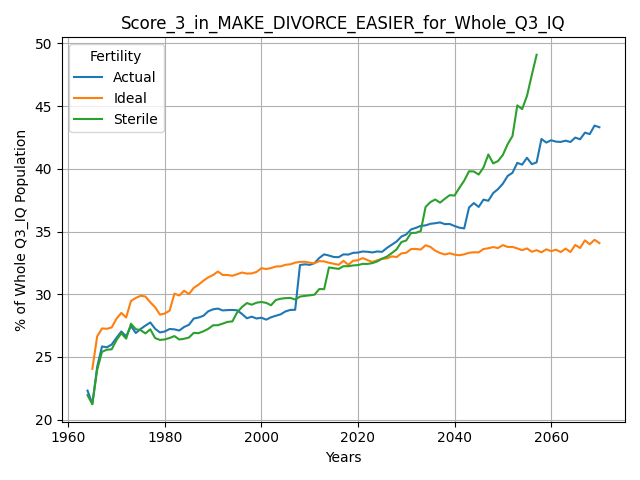 Score_3_in_MAKE_DIVORCE_EASIER_for_Whole_Q3_IQ
Fertility
Actual
Ideal
Sterile
% of Whole Q3_IQ Population
50
45
40
35
30
25
20
1960
1980
2000
2020
2040
2060
Years